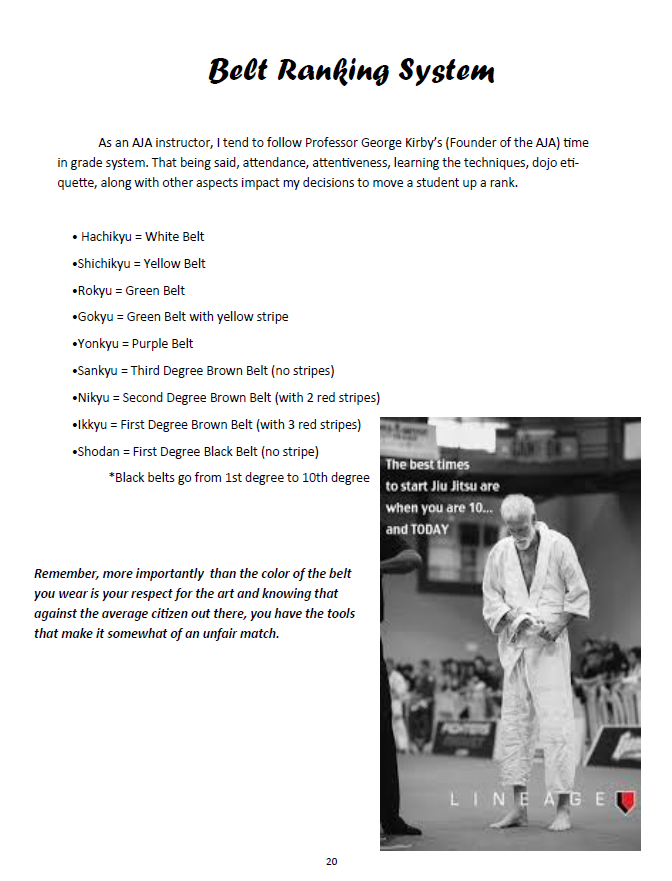 Belt Ranking System
As an AJA instructor, I tend to follow Professor George Kirby's (Founder of the AJA) time
in grade system. That being said, attendance, attentiveness, learning the techniques, dojo eti-
quette, along with other aspects impact my decisions to move a student up a rank.
• Hachikyu = White Belt
•Shichikyu = Yellow Belt
•Rokyu = Green Belt
•Gokyu = Green Belt with yellow stripe
•Yonkyu = Purple Belt
•Sankyu = Third Degree Brown Belt (no stripes)
•Nikyu = Second Degree Brown Belt (with 2 red stripes)
•Ikkyu = First Degree Brown Belt (with 3 red stripes)
•Shodan = First Degree Black Belt (no stripe)
*Black belts go from 1st degree to 10th degree
The best times
to start Jiu Jitsu are
when you are 10...
and TODAY
Remember, more importantly than the color of the belt
you wear is your respect for the art and knowing that
against the average citizen out there, you have the tools
that make it somewhat of an unfair match.
LINEAGE
20